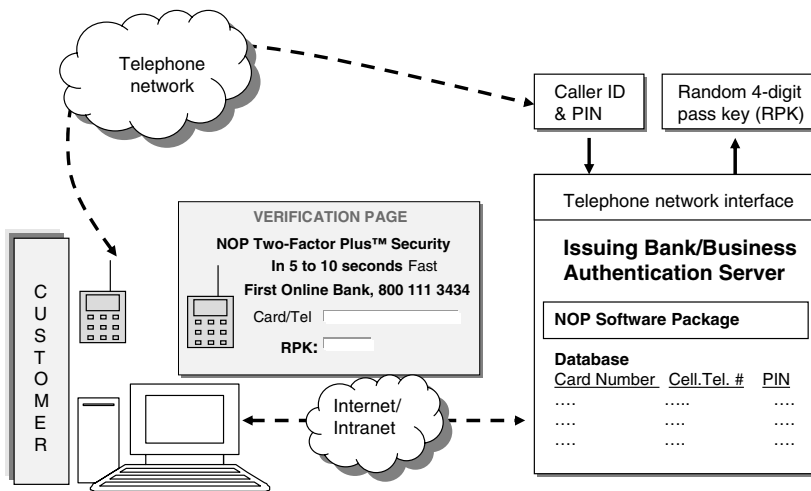 Telephone
network
Caller ID
& PIN
Random 4-digit
pass key (RPK)
Telephone network interface
Issuing Bank/Business
Authentication Server
NOP Software Package
Database
Card Number Cell.Tel. # PIN
.... ..... ....
.... .... ....
.... .... ....
VERIFICATION PAGE
NOP Two-Factor Plus™ Security
In 5 to 10 seconds Fast
First Online Bank, 800 111 3434
Card/Tel
RPK:
CUSTOMER
Internet/
Intranet